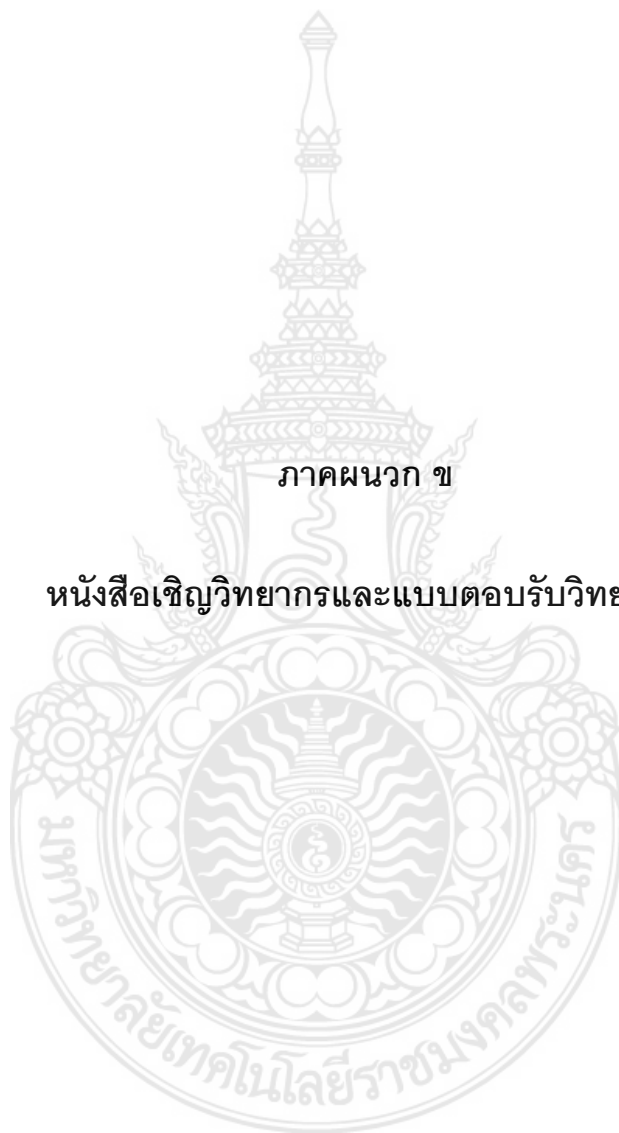 ภาคผนวก ข
หนังสือเชิญวิทยากรและแบบตอบรับวิทย
มหาวิทยาลัยเทคโนโลยีราชมงคลพระนคร